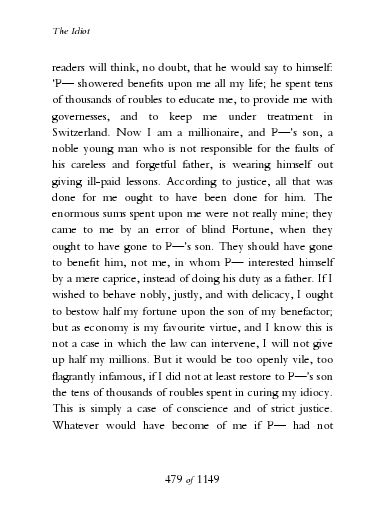 The Idiot
readers will think, no doubt, that he would say to himself:
'P— showered benefits upon me all my life; he spent tens
of thousands of roubles to educate me, to provide me with
governesses, and to keep me under treatment in
Switzerland. Now I am a millionaire, and P—'s son, a
noble young man who is not responsible for the faults of
his careless and forgetful father, is wearing himself out
giving ill-paid lessons. According to justice, all that was
done for me ought to have been done for him. The
enormous sums spent upon me were not really mine; they
came to me by an error of blind Fortune, when they
ought to have gone to P—'s son. They should have gone
to benefit him, not me, in whom P— interested himself
by a mere caprice, instead of doing his duty as a father. If I
wished to behave nobly, justly, and with delicacy, I ought
to bestow half my fortune upon the son of my benefactor;
but as economy is my favourite virtue, and I know this is
not a case in which the law can intervene, I will not give
up half my millions. But it would be too openly vile, too
flagrantly infamous, if I did not at least restore to P—'s son
the tens of thousands of roubles spent in curing my idiocy.
This is simply a case of conscience and of strict justice.
Whatever would have become of me if P— had not
479 of 1149